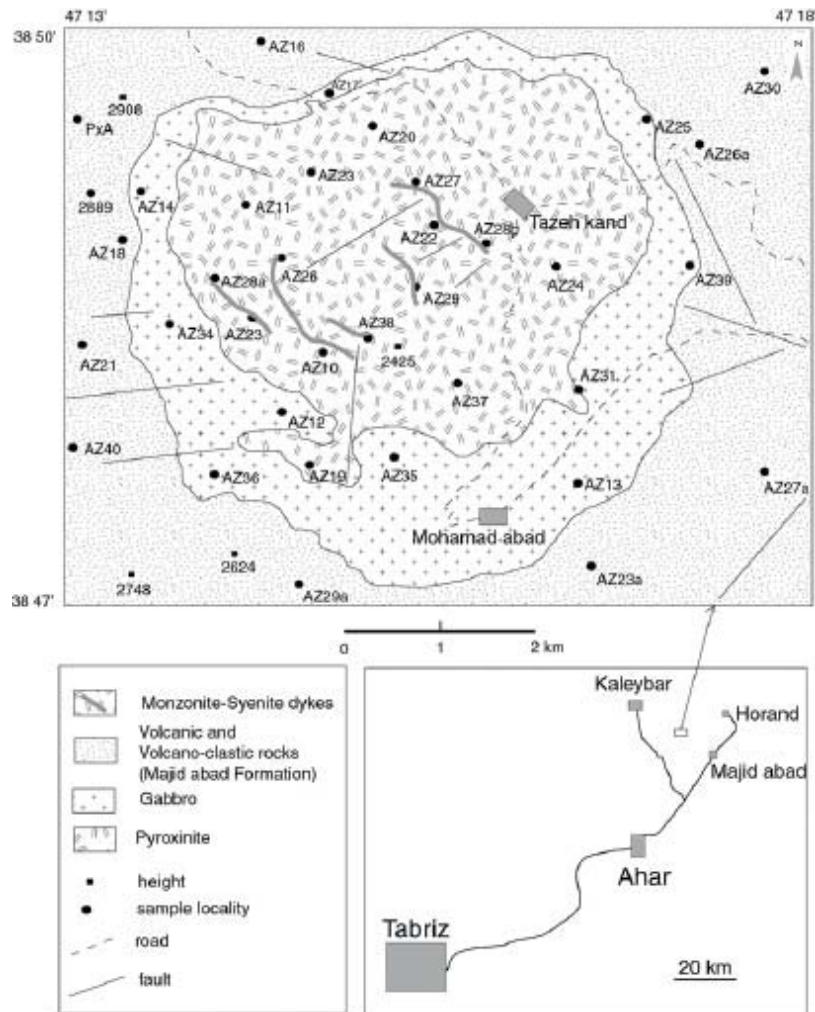 47 13'
47 18'
38 50'
N
AZ16
AZ17
AZ30
2908
PxA
AZ20
AZ25
AZ26a
AZ23
AZ27
2889
AZ14
AZ11
Tazeh kand
AZ22
AZ28b
AZ18
AZ26
AZ24
AZ39
AZ28a
AZ29
AZ23
AZ38
AZ34
AZ21
AZ10
2425
AZ37
AZ31
AZ12
AZ40
AZ36
AZ19
AZ35
AZ13
AZ27a
Mohamad abad
2624
2748
AZ29a
AZ23a
38 47'
0 1 2 km
Monzonite-Syenite dykes
Volcanic and
Volcano-clastic rocks
(Majid abad Formation)
Gabbro
Pyroxinite
height
sample locality
road
fault
Kaleybar
Horand
Majid abad
Ahar
Tabriz
20 km